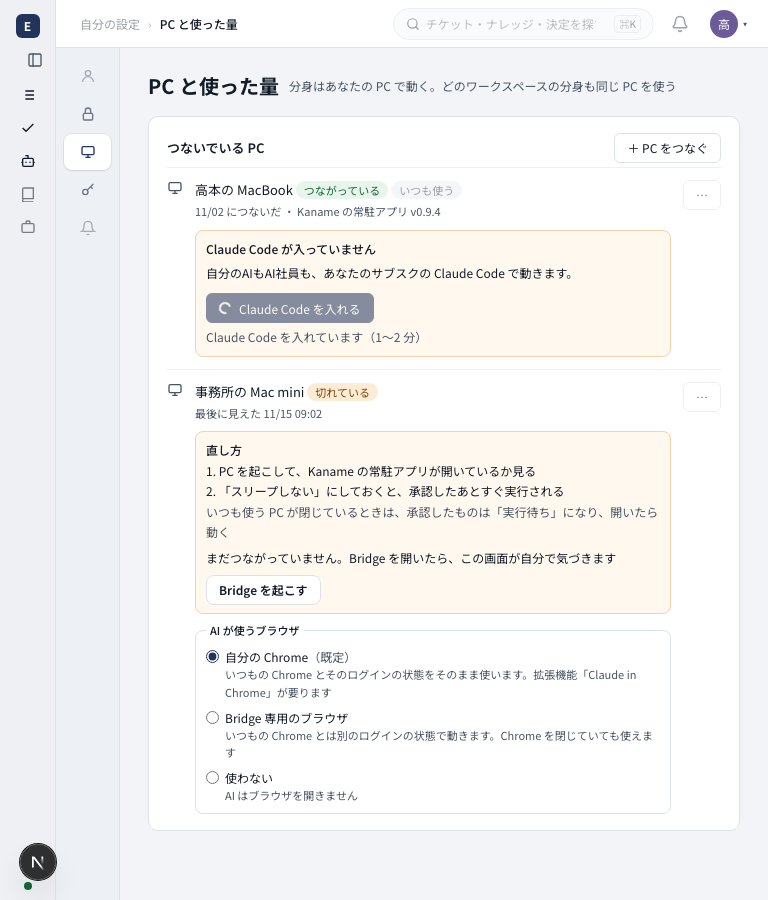 E
自分の設定 › PC と使った量
チケット・ナレッジ・決定を探 ⌘K
高
PC と使った量 分身はあなたの PC で動く。どのワークスペースの分身も同じ PC を使う
つないでいる PC
＋ PC をつなぐ
高本の MacBook つながっている いつも使う
…
11/02 につないだ ・ Kaname の常駐アプリ v0.9.4
Claude Code が入っていません
自分のAIもAI社員も、あなたのサブスクの Claude Code で動きます。
Claude Code を入れる
Claude Code を入れています（1〜2 分）
事務所の Mac mini 切れている
…
最後に見えた 11/15 09:02
直し方
1. PC を起こして、Kaname の常駐アプリが開いているか見る
2. 「スリープしない」にしておくと、承認したあとすぐ実行される
いつも使う PC が閉じているときは、承認したものは「実行待ち」になり、開いたら
動く
まだつながっていません。Bridge を開いたら、この画面が自分で気づきます
Bridge を起こす
AI が使うブラウザ
自分の Chrome（既定）
いつもの Chrome とそのログインの状態をそのまま使います。拡張機能「Claude in
Chrome」が要ります
Bridge 専用のブラウザ
いつもの Chrome とは別のログインの状態で動きます。Chrome を閉じていても使えま
す
使わない
AI はブラウザを開きません
N